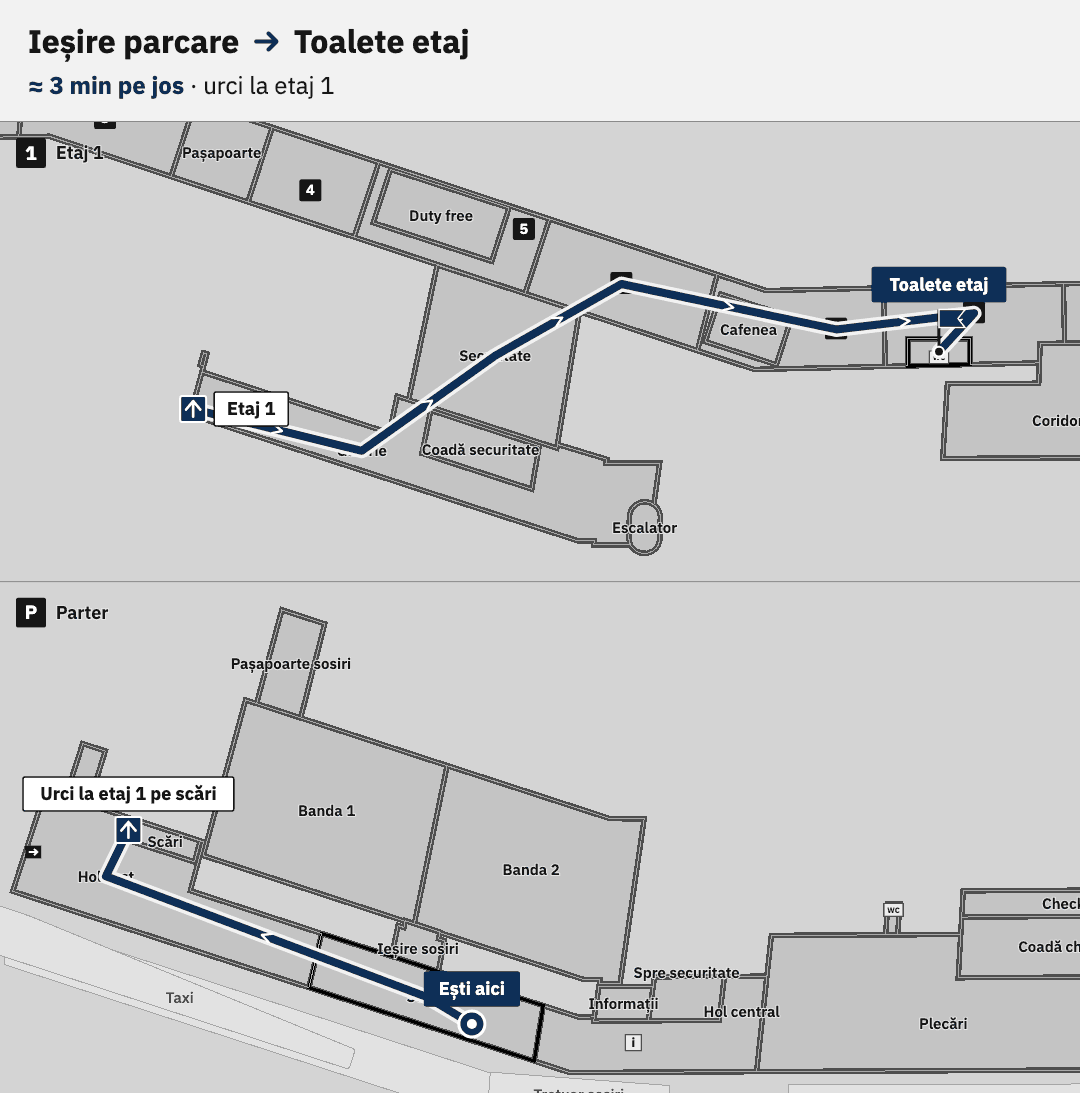 Ieșire parcare → Toalete etaj
≈ 3 min pe jos · urci la etaj 1
1 Etaj 1
Pașapoarte
4
Duty free
5
Toalete etaj
Cafenea
Etaj 1
Coadă securitate
Coridor
Escalator
P Parter
Pașapoarte sosiri
Urci la etaj 1 pe scări
Banda 1
Scări
Banda 2
wc
Check
Ieșire sosiri
Coadă ch
Spre securitate
Ești aici
Taxi
Informații
Hol central
Plecări
i